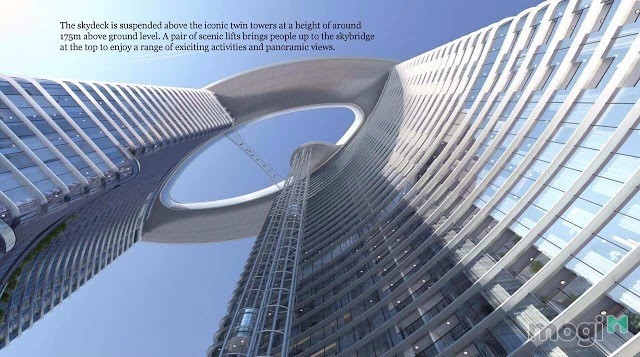 The skydeck is suspended above the iconic twin towers at a height of around
175m above ground level. A pair of scenic lifts brings people up to the skybridge
at the top to enjoy a range of exiciting activities and panoramic views.
mogi